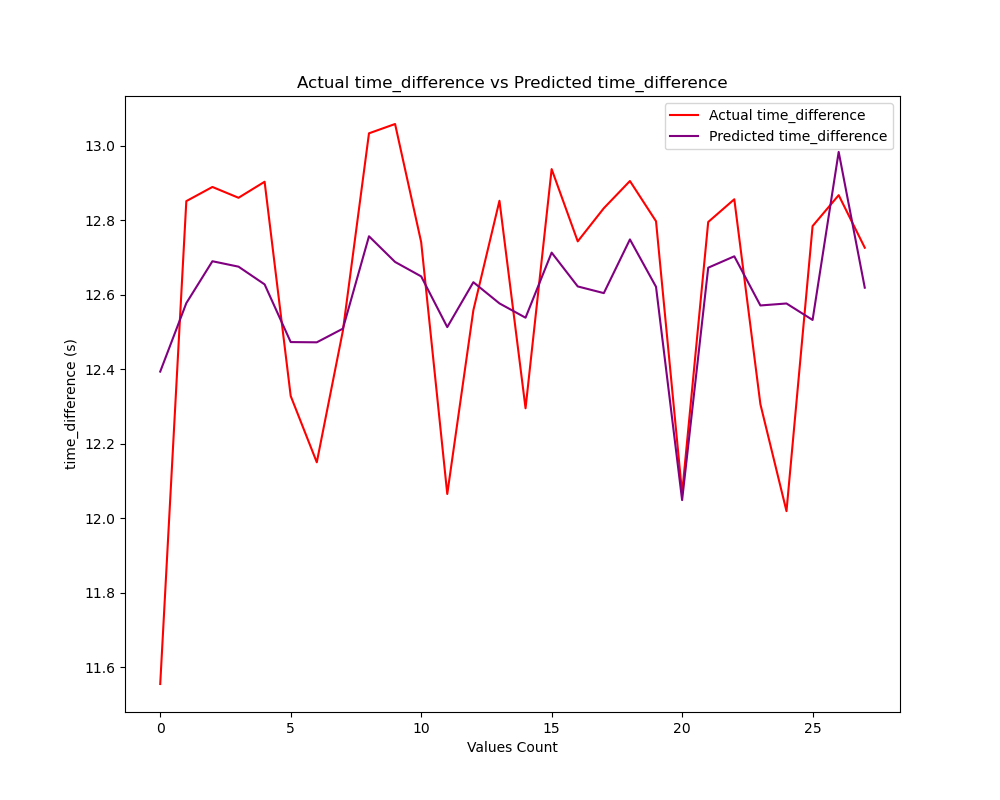 Actual time_difference vs Predicted time_difference
Actual time_difference
Predicted time_difference
time_difference (s)
13.0
12.8
12.6
12.4
12.2
12.0
11.8
11.6
0 5 10 15 20 25
Values Count